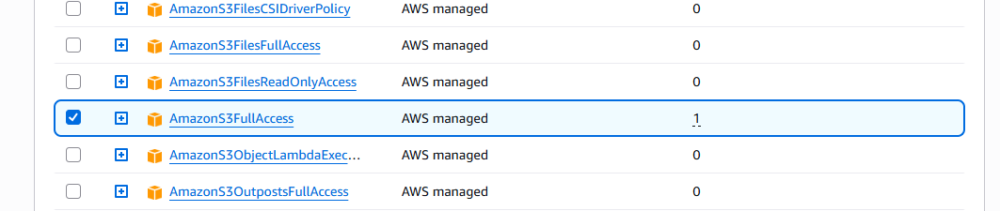 AmazonS3FilesCSIDriverPolicy AWS managed 0
AmazonS3FilesFullAccess AWS managed 0
AmazonS3FilesReadOnlyAccess AWS managed 0
AmazonS3FullAccess AWS managed 1
AmazonS3ObjectLambdaExec... AWS managed 0
AmazonS3OutpostsFullAccess AWS managed 0